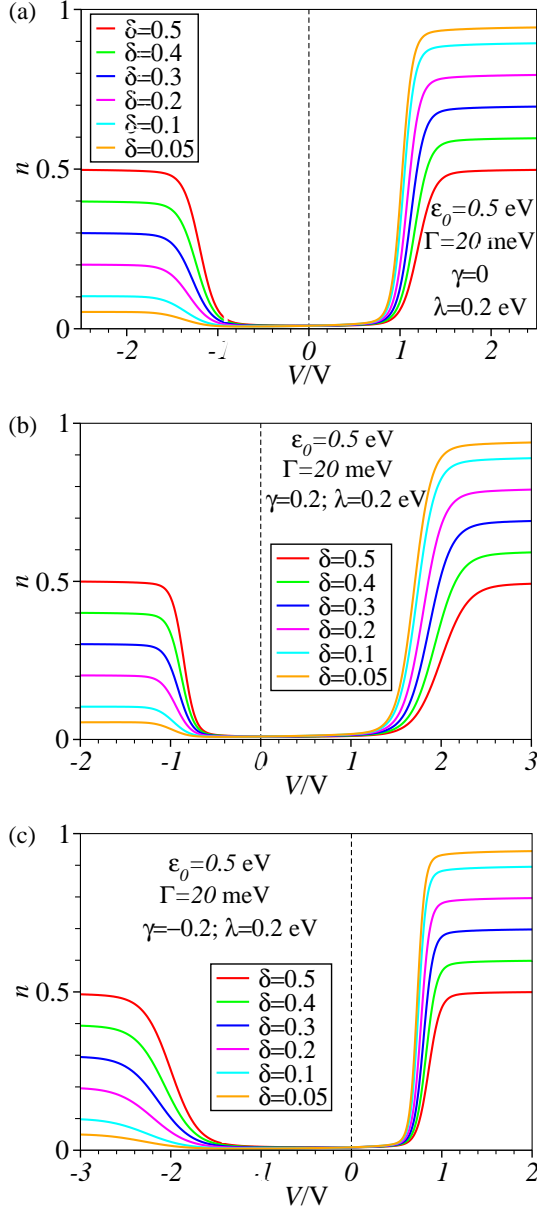 (a)
1
n
0.5
0
δ=0.5
δ=0.4
δ=0.3
δ=0.2
δ=0.1
δ=0.05
ε0=0.5 eV
Γ=20 meV
γ=0
λ=0.2 eV
-2 -1 0 1 2
V/V
(b)
1
n
0.5
0
ε0=0.5 eV
Γ=20 meV
γ=0.2; λ=0.2 eV
δ=0.5
δ=0.4
δ=0.3
δ=0.2
δ=0.1
δ=0.05
-2 -1 0 1 2 3
V/V
(c)
1
n
0.5
0
ε0=0.5 eV
Γ=20 meV
γ=−0.2; λ=0.2 eV
δ=0.5
δ=0.4
δ=0.3
δ=0.2
δ=0.1
δ=0.05
-3 -2 -1 0 1 2
V/V